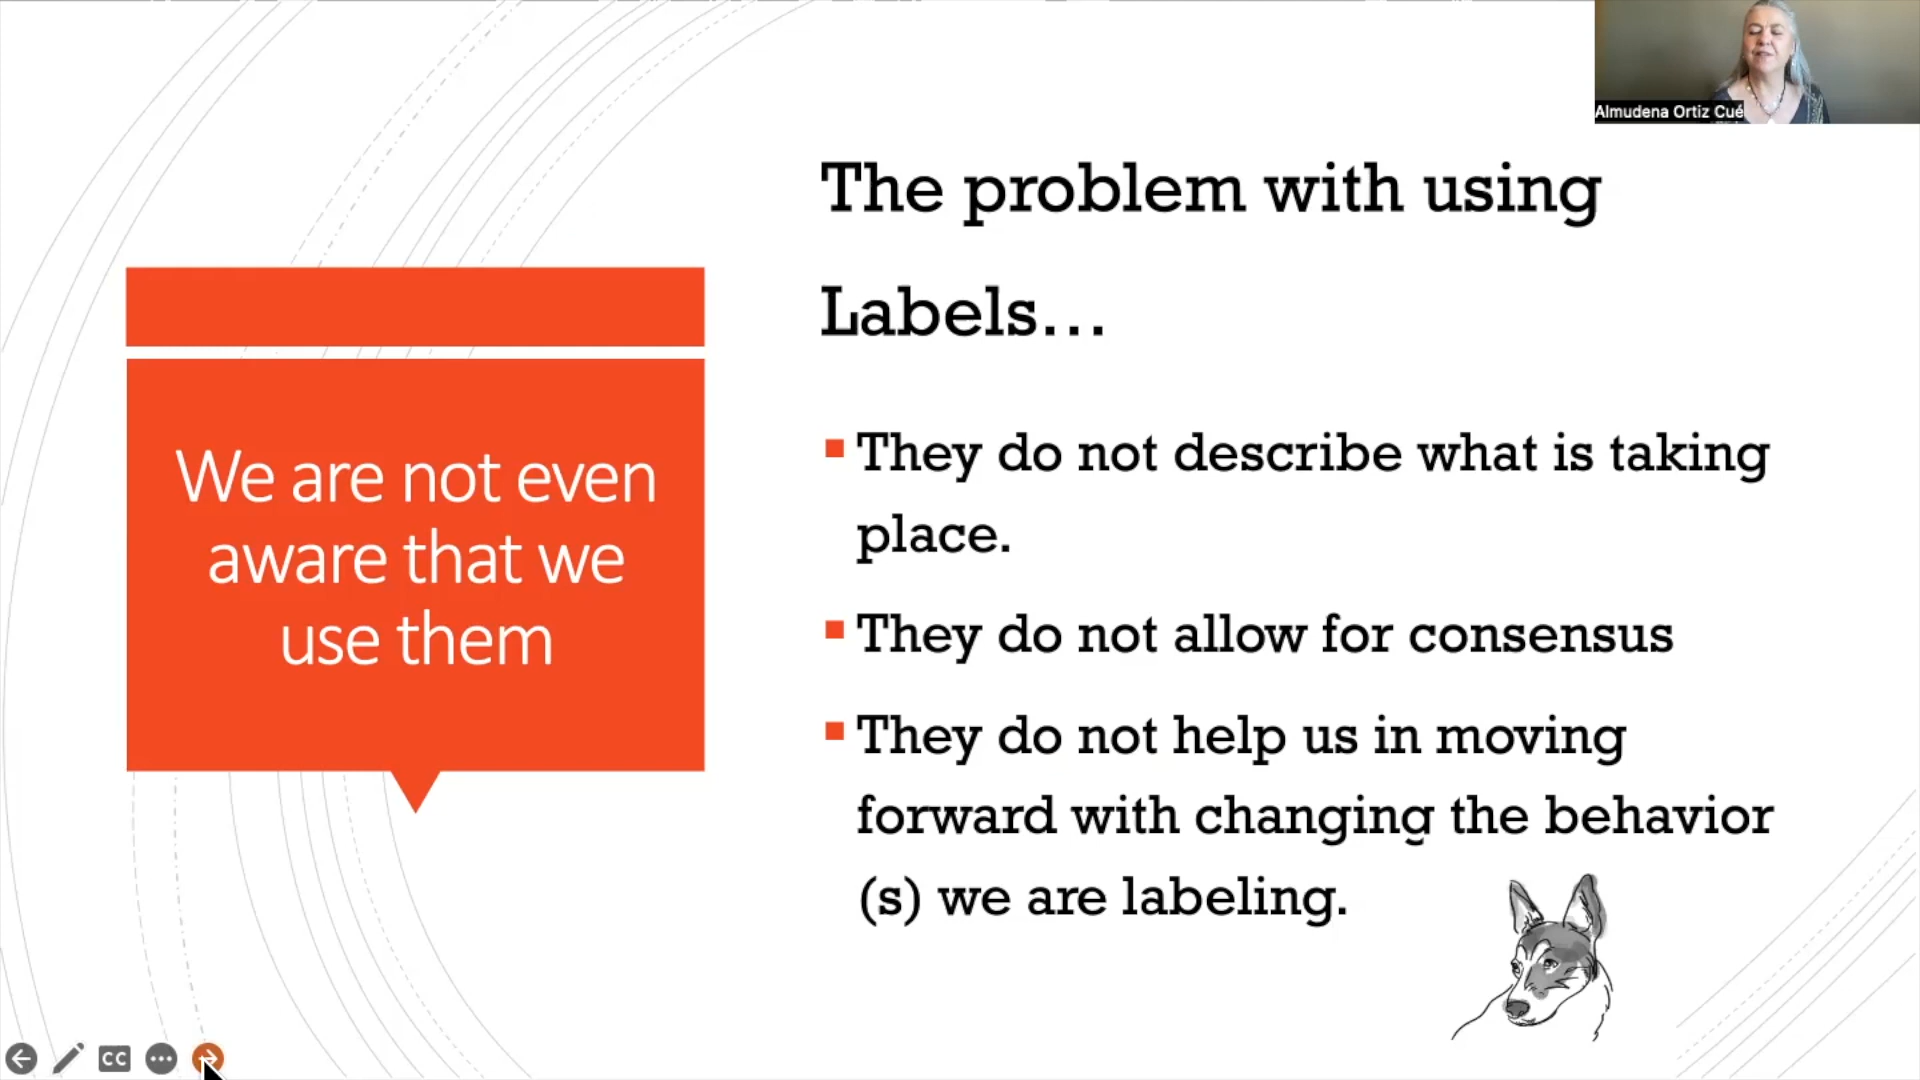 Almudena Ortiz Cué
The problem with using
Labels...
We are not even
aware that we
use them
They do not describe what is taking
place.
They do not allow for consensus
They do not help us in moving
forward with changing the behavior
(s) we are labeling.
CC